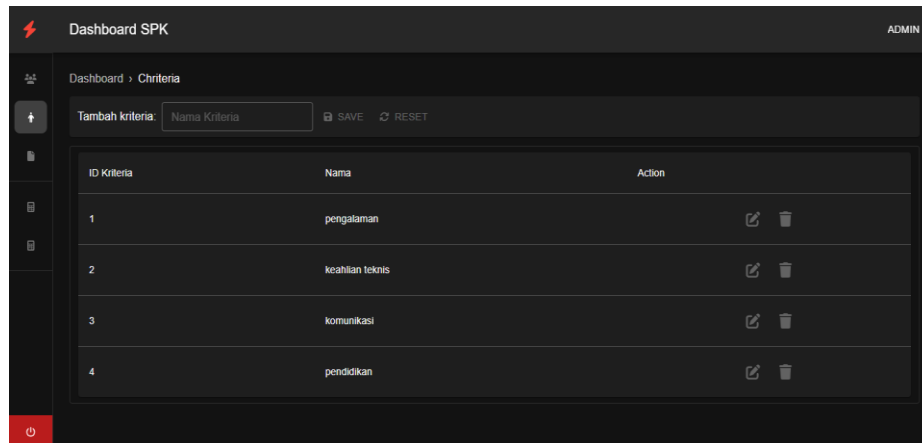 Dashboard SPK
ADMIN
Dashboard › Chriteria
Tambah kriteria: Nama Kriteria SAVE RESET
ID Kriteria Nama Action
1 pengalaman
2 keahlian teknis
3 komunikasi
4 pendidikan